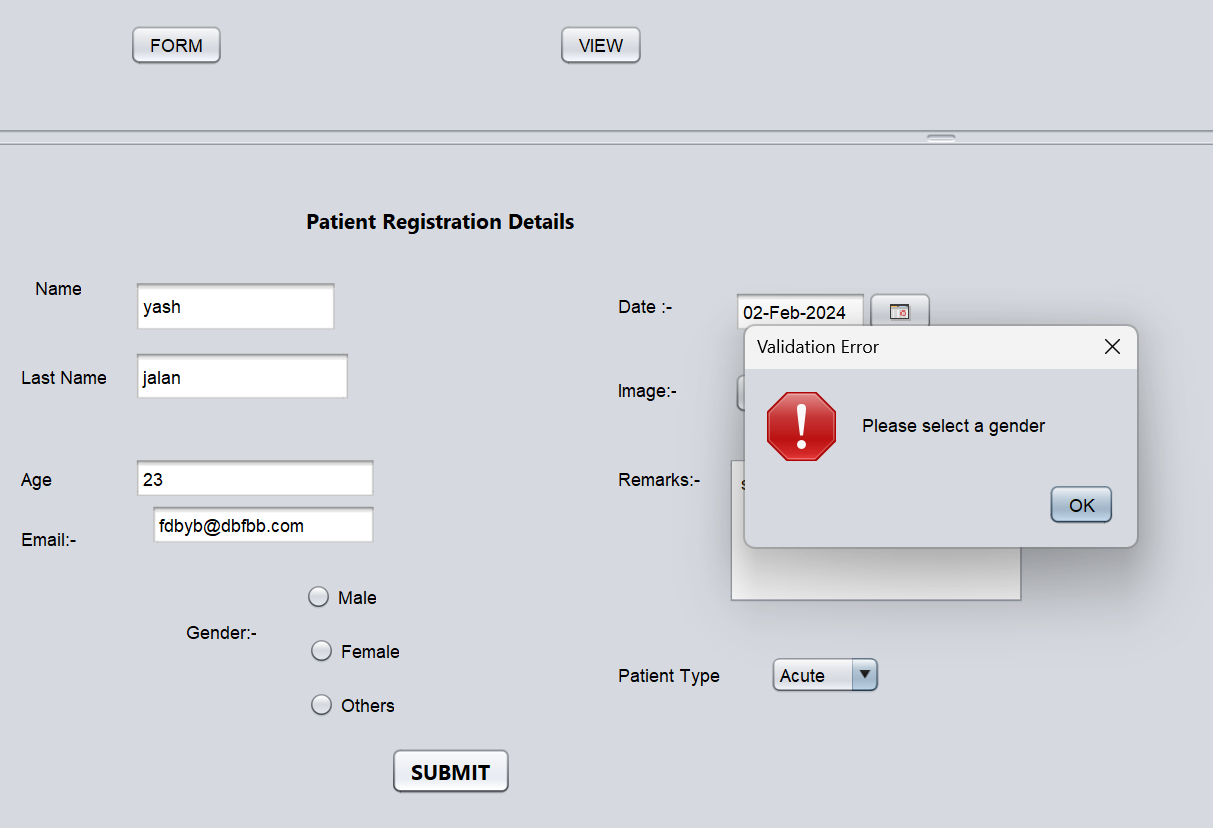 FORM
VIEW
Patient Registration Details
Name
yash
Date :-
02-Feb-2024
Validation Error
Last Name
jalan
Image:-
Please select a gender
Age
23
Remarks:-
OK
Email:-
fdbyb@dbfbb.com
Male
Gender:-
Female
Patient Type
Acute
Others
SUBMIT